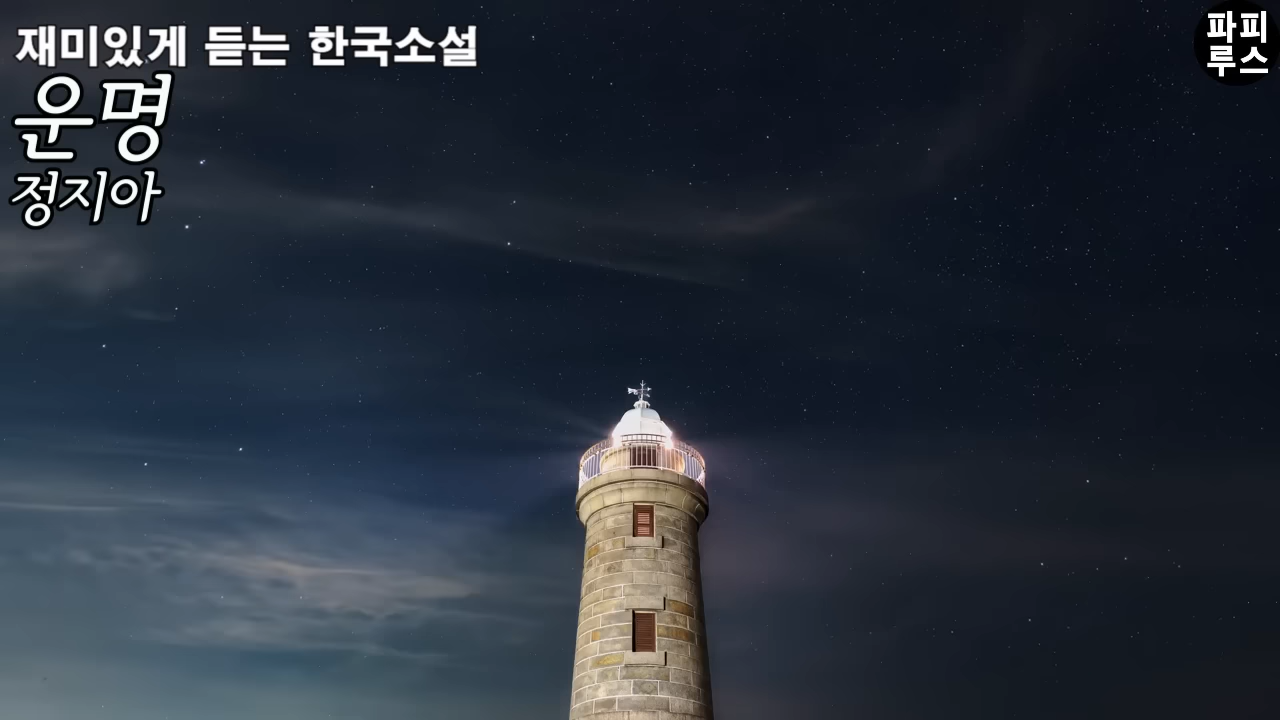 재미있게 듣는 한국소설
운명
정지아
파피
루스